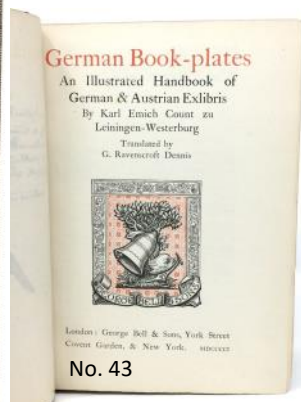 German Book-plates
An Illustrated Handbook of
German & Austrian Exlibris
By Karl Emich Count zu
Leiningen-Westerburg
Translated by
G. Ravenscroft Dennis
London: George Bell & Sons, York Street
Covent Garden, & New York.
No. 43